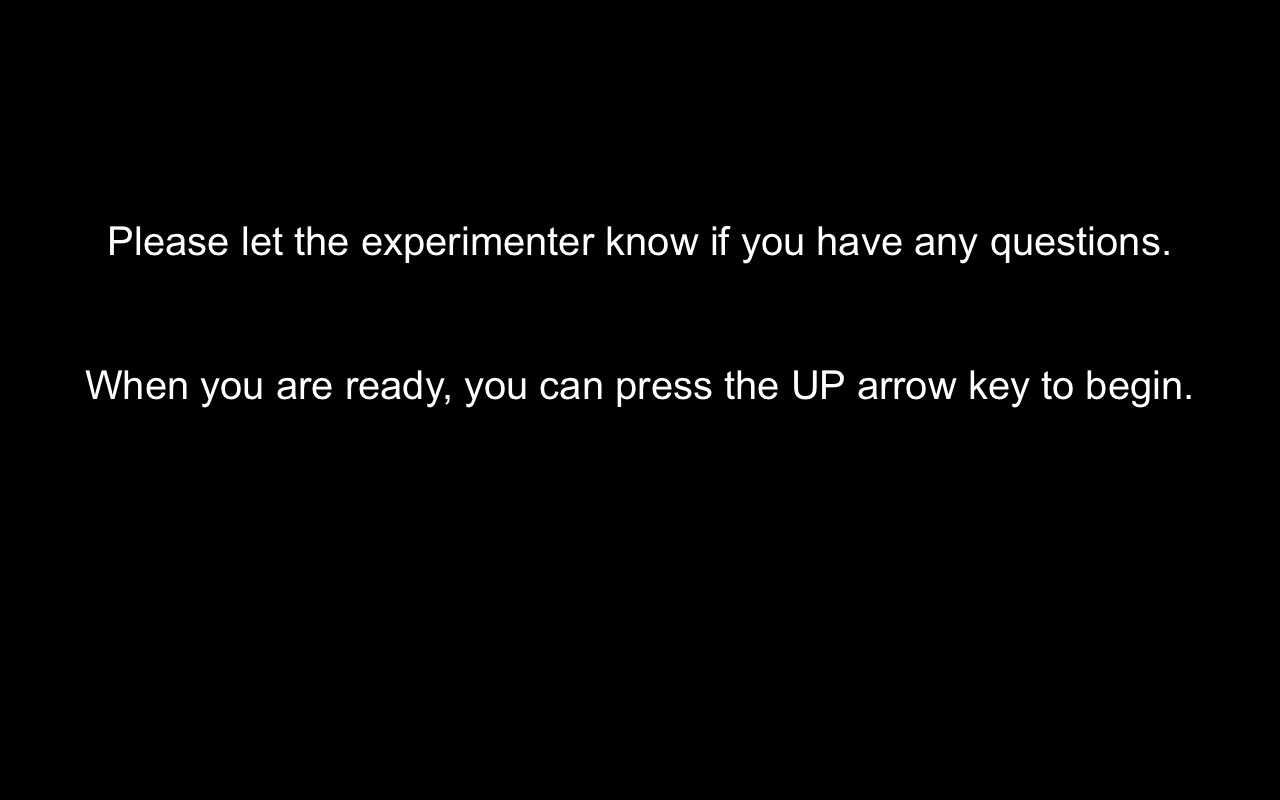 Please let the experimenter know if you have any questions.
When you are ready, you can press the UP arrow key to begin.